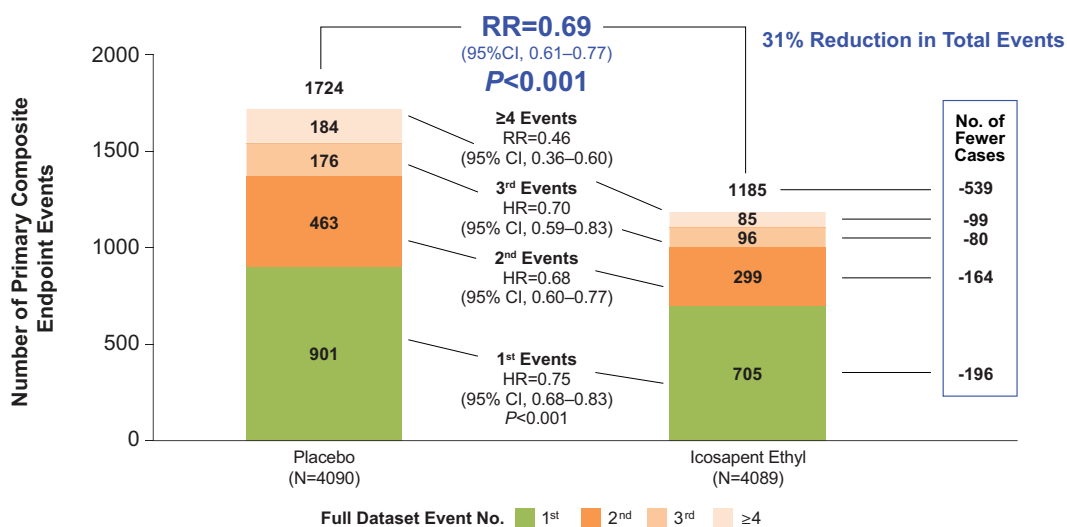 RR=0.69
(95%CI, 0.61–0.77)
P<0.001
31% Reduction in Total Events
Number of Primary Composite
Endpoint Events
2000
1500
1000
500
0
1724
184
176
463
901
≥4 Events
RR=0.46
(95% CI, 0.36–0.60)
3rd Events
HR=0.70
(95% CI, 0.59–0.83)
2nd Events
HR=0.68
(95% CI, 0.60–0.77)
1st Events
HR=0.75
(95% CI, 0.68–0.83)
P<0.001
1185
85
96
299
705
No. of
Fewer
Cases
-539
-99
-80
-164
-196
Placebo
(N=4090)
Icosapent Ethyl
(N=4089)
Full Dataset Event No. 1st 2nd 3rd ≥4